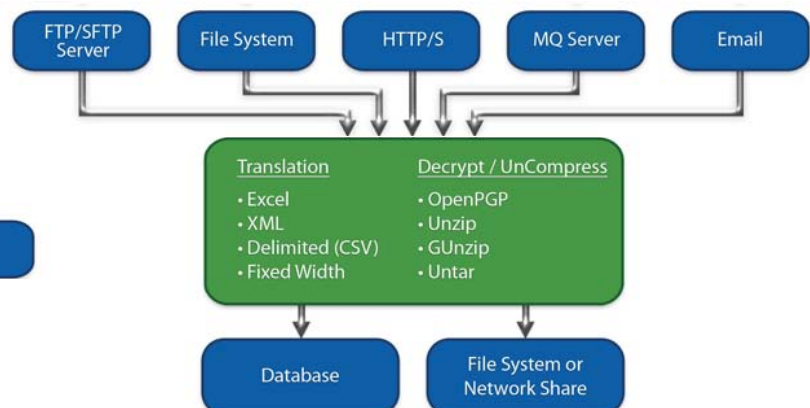 FTP/SFTP
Server
File System
HTTP/S
MQ Server
Email
Translation
• Excel
• XML
• Delimited (CSV)
• Fixed Width
Decrypt / UnCompress
• OpenPGP
• Unzip
• GUnzip
• Untar
Database
File System or
Network Share